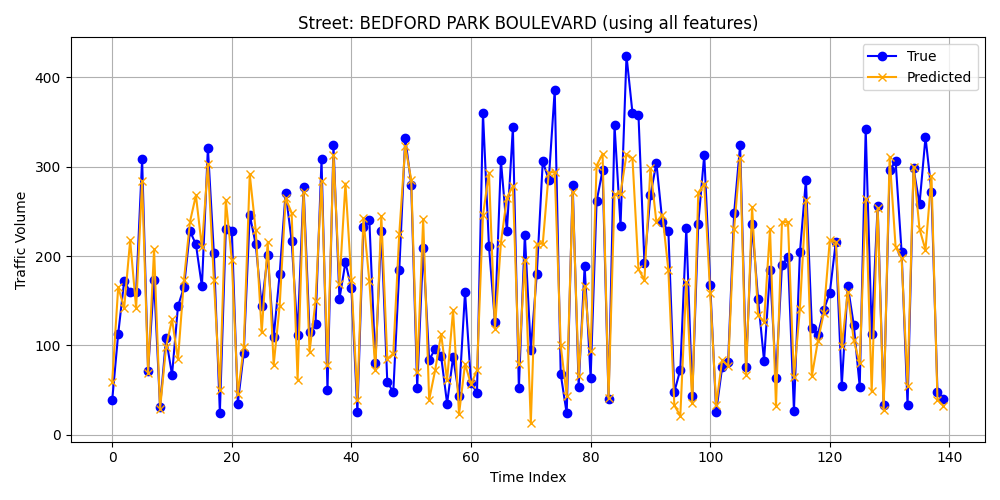 Street: BEDFORD PARK BOULEVARD (using all features)
True
Predicted
Traffic Volume
400
300
200
100
0
0 20 40 60 80 100 120 140
Time Index